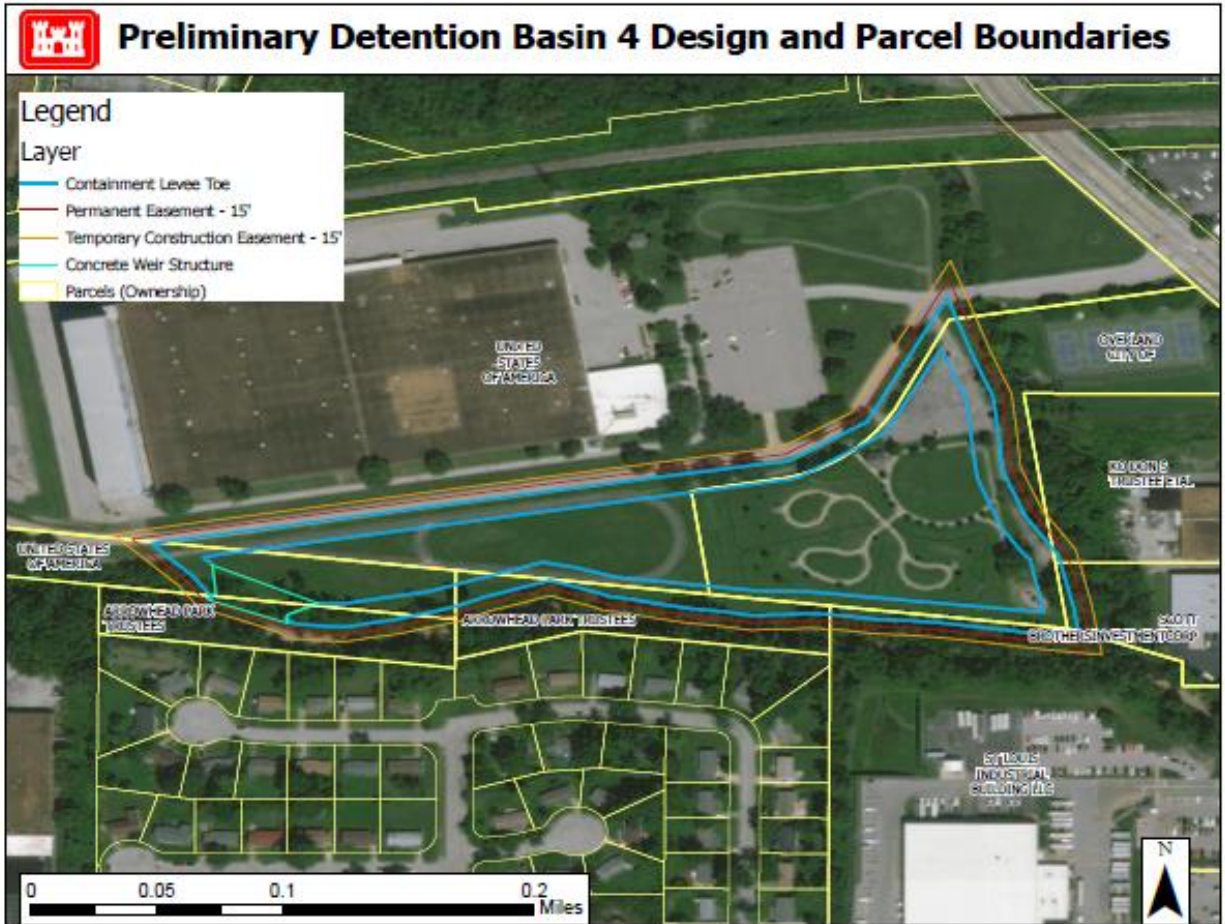 Preliminary Detention Basin 4 Design and Parcel Boundaries
Legend
Layer
Containment Levee Toe
Permanent Easement - 15'
Temporary Construction Easement - 15'
Concrete Weir Structure
Parcels (Ownership)
UNITED
STATES
OF AMERICA
OVERLAND
CITY OF
KO DON S
TRUSTEE ETAL
UNITED STATES
OF AMERICA
ARROWHEAD PARK
TRUSTEES
ARROWHEAD PARK TRUSTEES
SCOTT
BROTHERS INVESTMENT CORP
ST LOUIS
INDUSTRIAL
BUILDING LLC
N
0 0.05 0.1 0.2
Miles